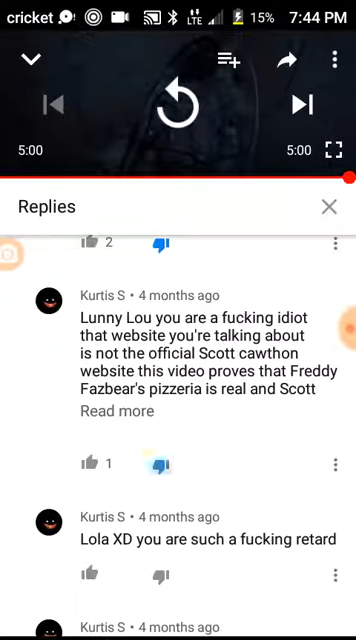 cricket LTE 15% 7:44 PM
5:00 5:00
Replies
2
Kurtis S • 4 months ago
Lunny Lou you are a fucking idiot
that website you're talking about
is not the official Scott cawthon
website this video proves that Freddy
Fazbear's pizzeria is real and Scott
Read more
1
Kurtis S • 4 months ago
Lola XD you are such a fucking retard
Kurtis S • 4 months ago